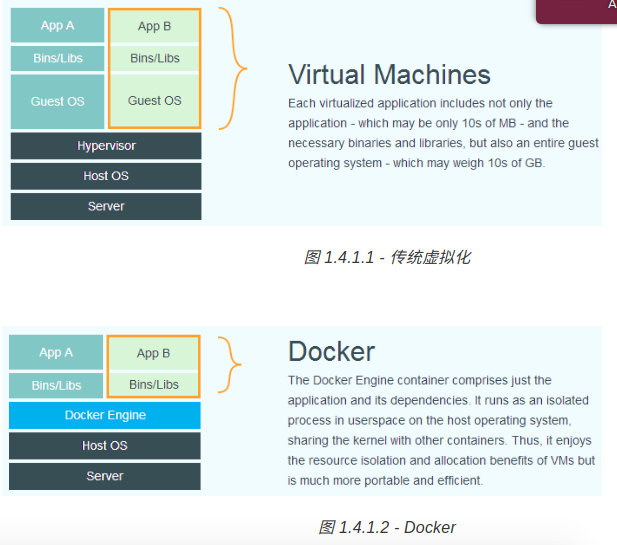 A
App A
App B
Bins/Libs
Bins/Libs
Guest OS
Guest OS
Hypervisor
Host OS
Server
Virtual Machines
Each virtualized application includes not only the
application - which may be only 10s of MB - and the
necessary binaries and libraries, but also an entire guest
operating system - which may weigh 10s of GB.
图 1.4.1.1 - 传统虚拟化
App A
App B
Bins/Libs
Bins/Libs
Docker Engine
Host OS
Server
Docker
The Docker Engine container comprises just the
application and its dependencies. It runs as an isolated
process in userspace on the host operating system,
sharing the kernel with other containers. Thus, it enjoys
the resource isolation and allocation benefits of VMs but
is much more portable and efficient.
图 1.4.1.2 - Docker